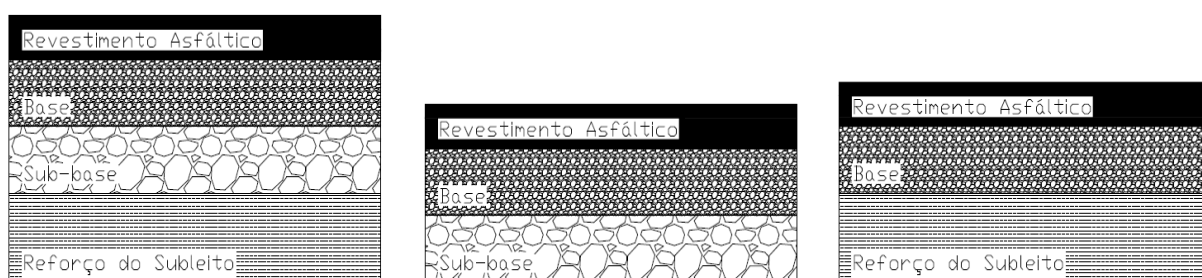 Revestimento Asfáltico
Base
Sub-base
Reforço do Subleito
Revestimento Asfáltico
Base
Sub-base
Revestimento Asfáltico
Base
Reforço do Subleito